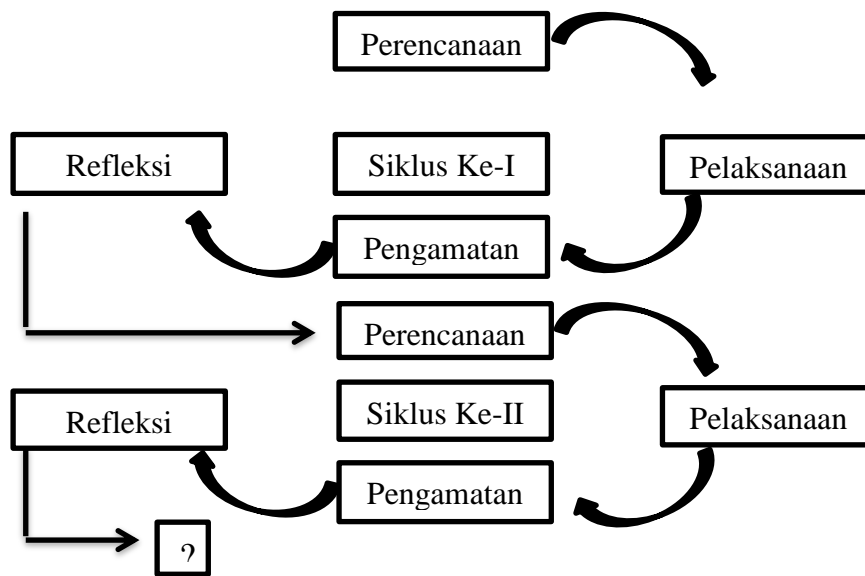 Perencanaan
Refleksi
Siklus Ke-I
Pelaksanaan
Pengamatan
Perencanaan
Refleksi
Siklus Ke-II
Pelaksanaan
Pengamatan
?